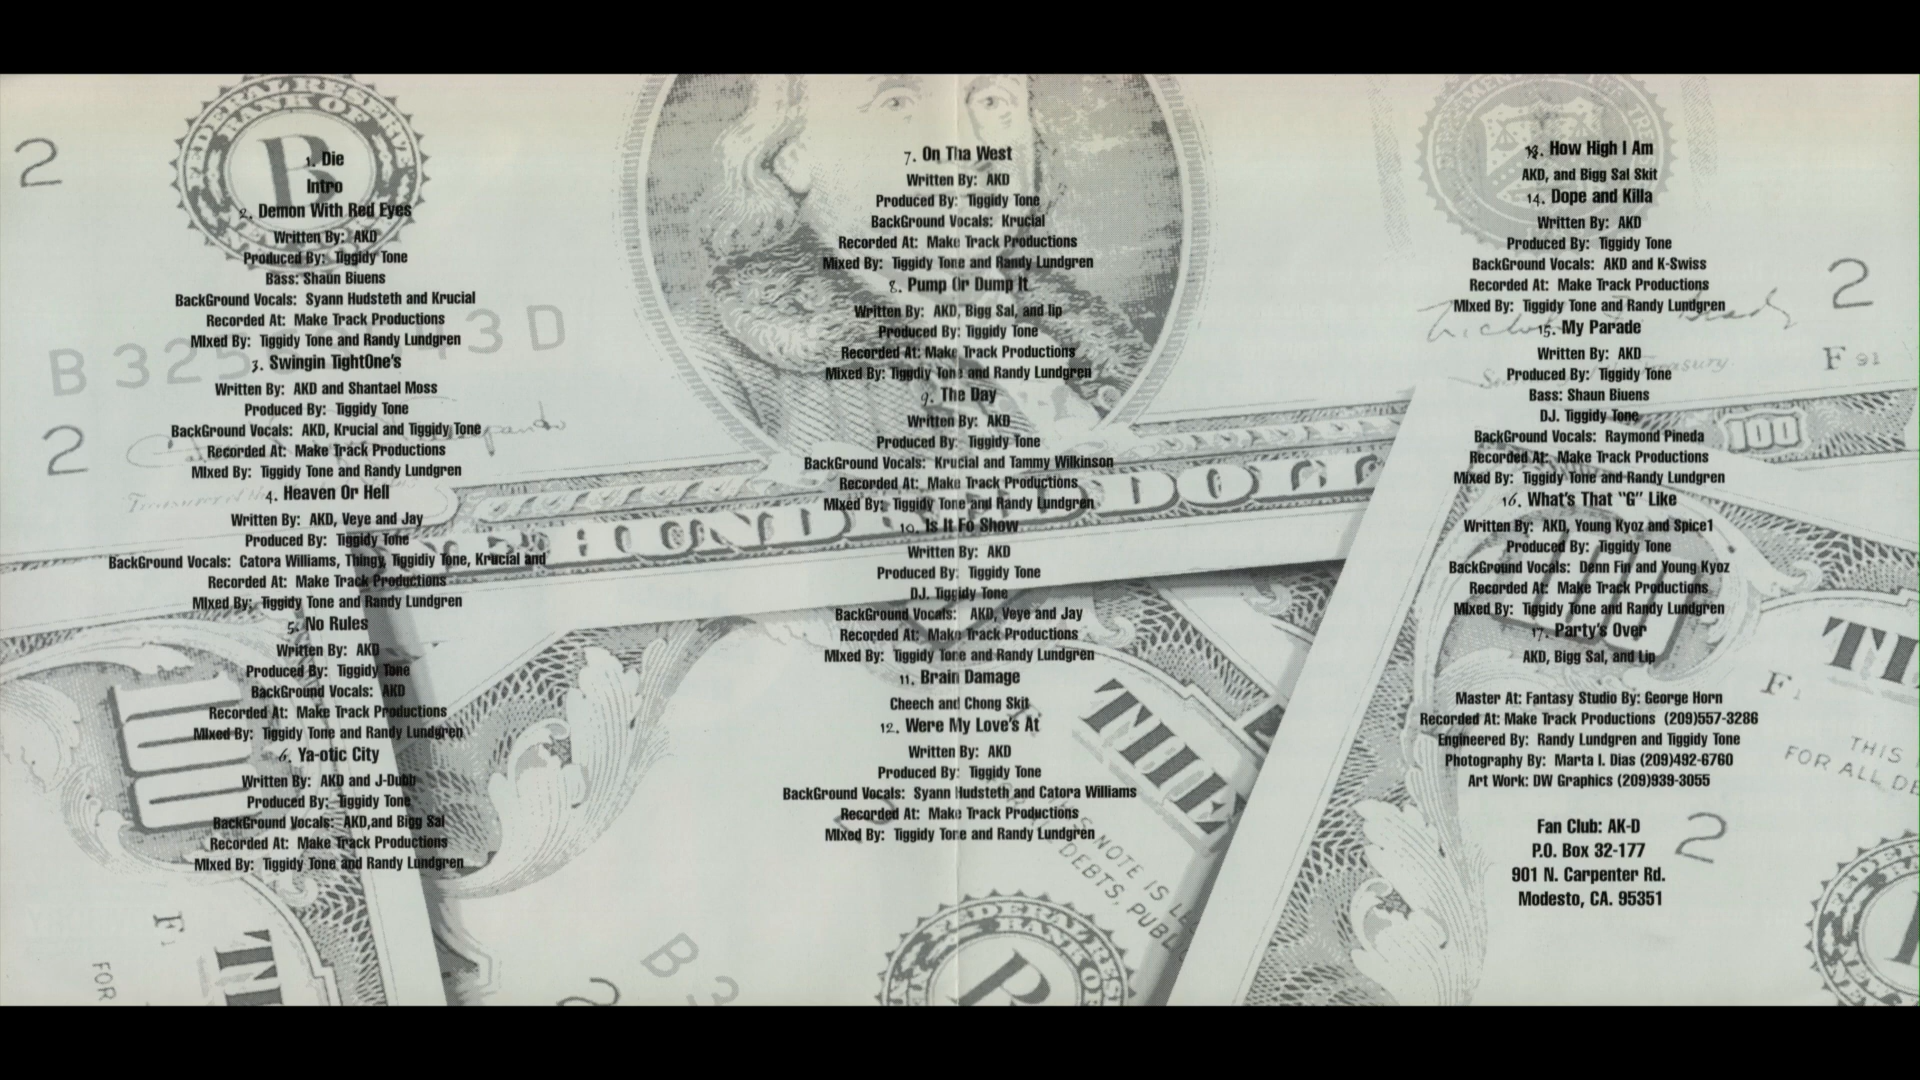 1. Die
Intro
2. Demon With Red Eyes
Written By: AKD
Produced By: Tiggidy Tone
Bass: Shaun Biuens
BackGround Vocals: Syann Hudsteth and Krucial
Recorded At: Make Track Productions
MIxed By: Tiggidy Tone and Randy Lundgren
3. Swingin TightOne's
Written By: AKD and Shantael Moss
Produced By: Tiggidy Tone
BackGround Vocals: AKD, Krucial and Tiggidy Tone
Recorded At: Make Track Productions
MIxed By: Tiggidy Tone and Randy Lundgren
4. Heaven Or Hell
Written By: AKD, Veye and Jay
Produced By: Tiggidy Tone
BackGround Vocals: Catora Williams, Thingy, Tiggidiy Tone, Krucial and
Recorded At: Make Track Productions
MIxed By: Tiggidy Tone and Randy Lundgren
5. No Rules
Written By: AKD
Produced By: Tiggidy Tone
BackGround Vocals: AKD
Recorded At: Make Track Productions
MIxed By: Tiggidy Tone and Randy Lundgren
6. Ya-otic City
Written By: AKD and J-Dubb
Produced By: Tiggidy Tone
BackGround Vocals: AKD,and Bigg Sal
Recorded At: Make Track Productions
MIxed By: Tiggidy Tone and Randy Lundgren
7. On Tha West
Written By: AKD
Produced By: Tiggidy Tone
BackGround Vocals: Krucial
Recorded At: Make Track Productions
MIxed By: Tiggidy Tone and Randy Lundgren
8. Pump Or Dump It
Written By: AKD, Bigg Sal, and lip
Produced By: Tiggidy Tone
Recorded At: Make Track Productions
Mixed By: Tiggdiy Tone and Randy Lundgren
9. The Day
Written By: AKD
Produced By: Tiggidy Tone
BackGround Vocals: Krucial and Tammy Wilkinson
Recorded At: Make Track Productions
MIxed By: Tiggidy Tone and Randy Lundgren
10. Is It Fo Show
Written By: AKD
Produced By: Tiggidy Tone
DJ. Tiggidy Tone
BackGround Vocals: AKD, Veye and Jay
Recorded At: Make Track Productions
MIxed By: Tiggidy Tone and Randy Lundgren
11. Brain Damage
Cheech and Chong Skit
12. Were My Love's At
Written By: AKD
Produced By: Tiggidy Tone
BackGround Vocals: Syann Hudsteth and Catora Williams
Recorded At: Make Track Productions
MIxed By: Tiggidy Tone and Randy Lundgren
13. How High I Am
AKD, and Bigg Sal Skit
14. Dope and Killa
Written By: AKD
Produced By: Tiggidy Tone
BackGround Vocals: AKD and K-Swiss
Recorded At: Make Track Productions
MIxed By: Tiggidy Tone and Randy Lundgren
15. My Parade
Written By: AKD
Produced By: Tiggidy Tone
Bass: Shaun Biuens
DJ. Tiggidy Tone
BackGround Vocals: Raymond Pineda
Recorded At: Make Track Productions
MIxed By: Tiggidy Tone and Randy Lundgren
16. What's That "G" Like
Written By: AKD, Young Kyoz and Spice1
Produced By: Tiggidy Tone
BackGround Vocals: Denn Fin and Young Kyoz
Recorded At: Make Track Productions
MIxed By: Tiggidy Tone and Randy Lundgren
17. Party's Over
AKD, Bigg Sal, and Lip
Master At: Fantasy Studio By: George Horn
Recorded At: Make Track Productions (209)557-3286
Engineered By: Randy Lundgren and Tiggidy Tone
Photography By: Marta I. Dias (209)492-6760
Art Work: DW Graphics (209)939-3055
Fan Club: AK-D
P.O. Box 32-177
901 N. Carpenter Rd.
Modesto, CA. 95351